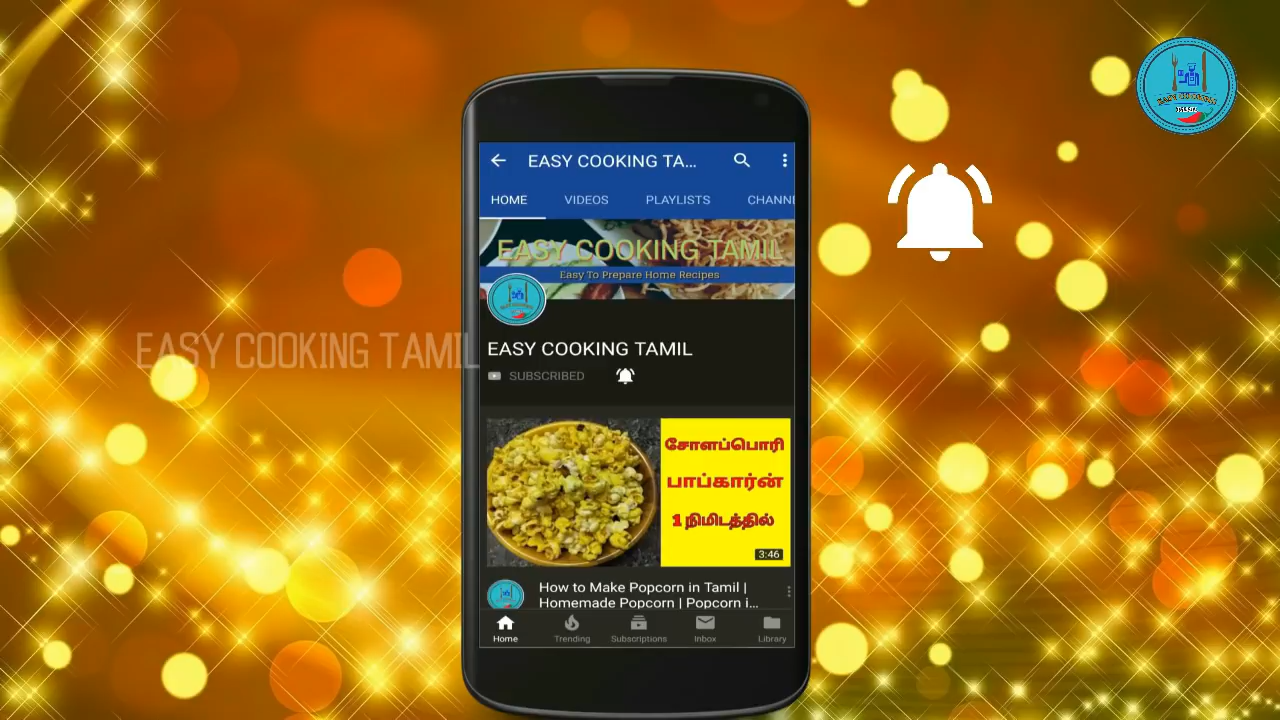 EASY COOKING TA...
HOME VIDEOS PLAYLISTS CHANNI
EASY COOKING TAMIL
Easy To Prepare Home Recipes
EASY COOKING TAMIL
EASY COOKING TAMIL
SUBSCRIBED
சோளப்பொரி
பாப்கார்ன்
1 நிமிடத்தில்
3:46
How to Make Popcorn in Tamil |
Homemade Popcorn | Popcorn i...
Home Trending Subscriptions Inbox Library